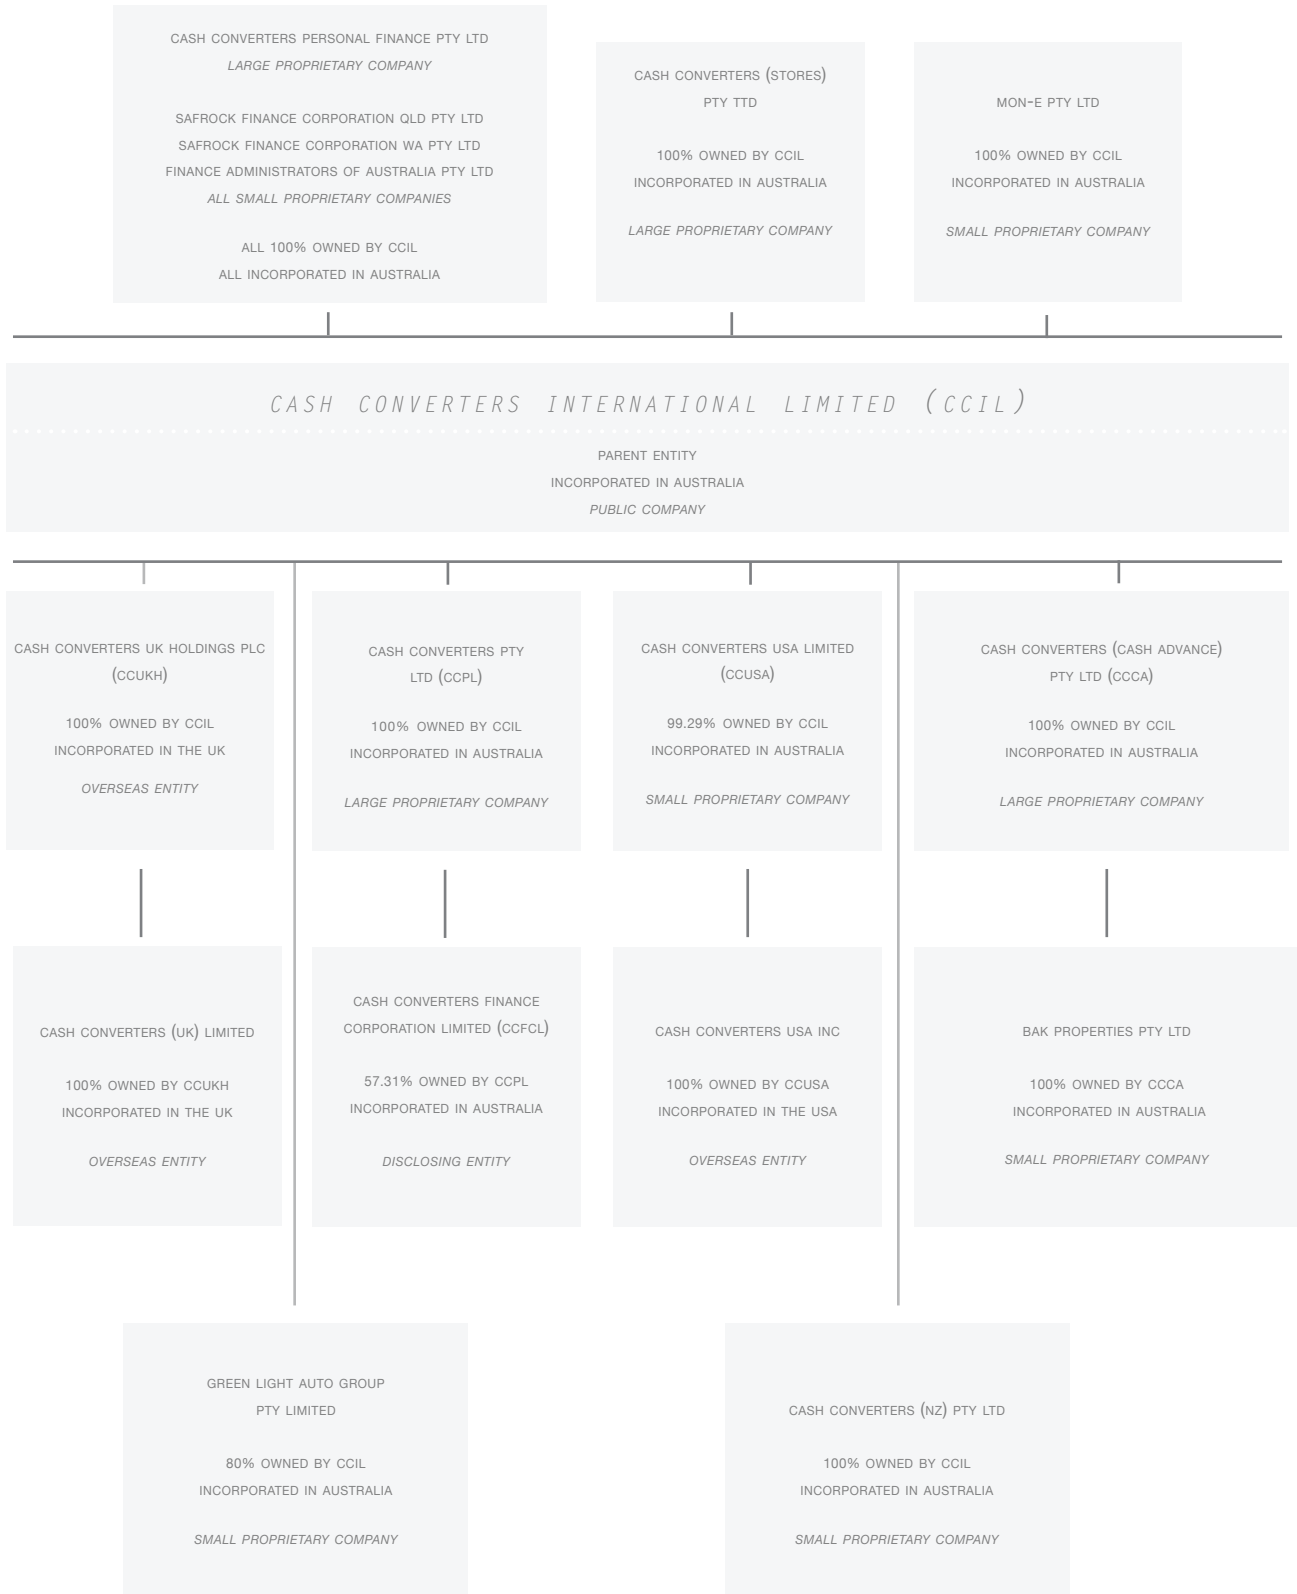 CASH CONVERTERS PERSONAL FINANCE PTY LTD
LARGE PROPRIETARY COMPANY
SAFROCK FINANCE CORPORATION QLD PTY LTD
SAFROCK FINANCE CORPORATION WA PTY LTD
FINANCE ADMINISTRATORS OF AUSTRALIA PTY LTD
ALL SMALL PROPRIETARY COMPANIES
ALL 100% OWNED BY CCIL
ALL INCORPORATED IN AUSTRALIA
CASH CONVERTERS (STORES)
PTY TTD
100% OWNED BY CCIL
INCORPORATED IN AUSTRALIA
LARGE PROPRIETARY COMPANY
MON-E PTY LTD
100% OWNED BY CCIL
INCORPORATED IN AUSTRALIA
SMALL PROPRIETARY COMPANY
CASH CONVERTERS INTERNATIONAL LIMITED (CCIL)
PARENT ENTITY
INCORPORATED IN AUSTRALIA
PUBLIC COMPANY
CASH CONVERTERS UK HOLDINGS PLC
(CCUKH)
100% OWNED BY CCIL
INCORPORATED IN THE UK
OVERSEAS ENTITY
CASH CONVERTERS PTY
LTD (CCPL)
100% OWNED BY CCIL
INCORPORATED IN AUSTRALIA
LARGE PROPRIETARY COMPANY
CASH CONVERTERS USA LIMITED
(CCUSA)
99.29% OWNED BY CCIL
INCORPORATED IN AUSTRALIA
SMALL PROPRIETARY COMPANY
CASH CONVERTERS (CASH ADVANCE)
PTY LTD (CCCA)
100% OWNED BY CCIL
INCORPORATED IN AUSTRALIA
LARGE PROPRIETARY COMPANY
CASH CONVERTERS (UK) LIMITED
100% OWNED BY CCUKH
INCORPORATED IN THE UK
OVERSEAS ENTITY
CASH CONVERTERS FINANCE
CORPORATION LIMITED (CCFCL)
57.31% OWNED BY CCPL
INCORPORATED IN AUSTRALIA
DISCLOSING ENTITY
CASH CONVERTERS USA INC
100% OWNED BY CCUSA
INCORPORATED IN THE USA
OVERSEAS ENTITY
BAK PROPERTIES PTY LTD
100% OWNED BY CCCA
INCORPORATED IN AUSTRALIA
SMALL PROPRIETARY COMPANY
GREEN LIGHT AUTO GROUP
PTY LIMITED
80% OWNED BY CCIL
INCORPORATED IN AUSTRALIA
SMALL PROPRIETARY COMPANY
CASH CONVERTERS (NZ) PTY LTD
100% OWNED BY CCIL
INCORPORATED IN AUSTRALIA
SMALL PROPRIETARY COMPANY